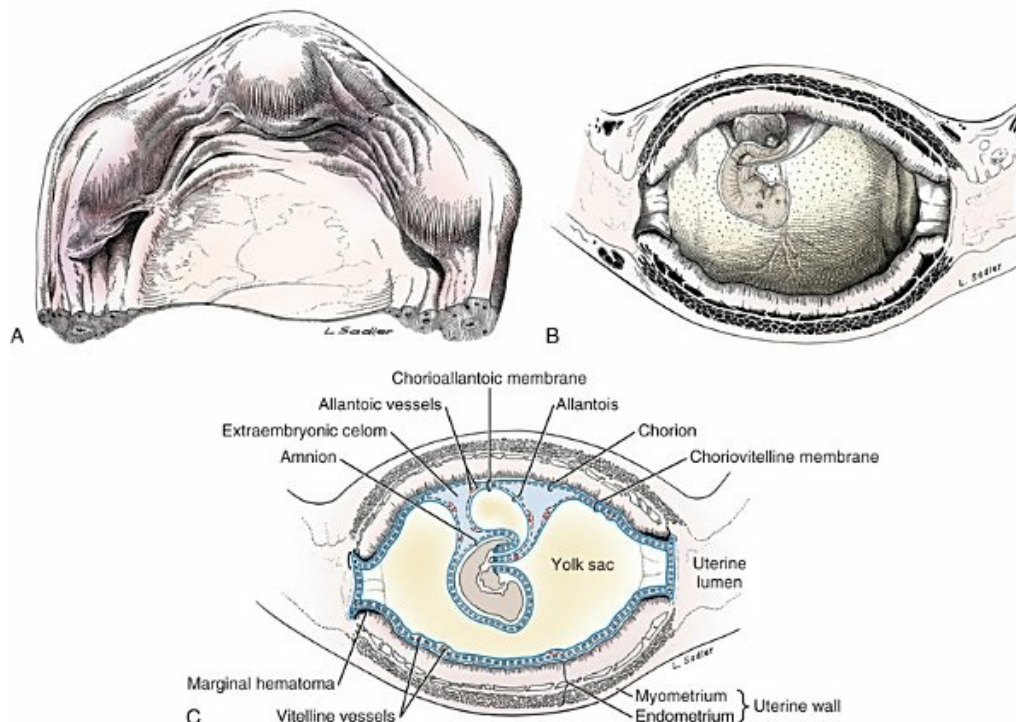 A
L. Sadler
B
L. Sadler
Chorioallantoic membrane
Allantoic vessels
Allantois
Extraembryonic celom
Chorion
Amnion
Choriovitelline membrane
Yolk sac
Uterine
lumen
L. Sadler
Marginal hematoma
Myometrium
Uterine wall
C
Vitelline vessels
Endometrium